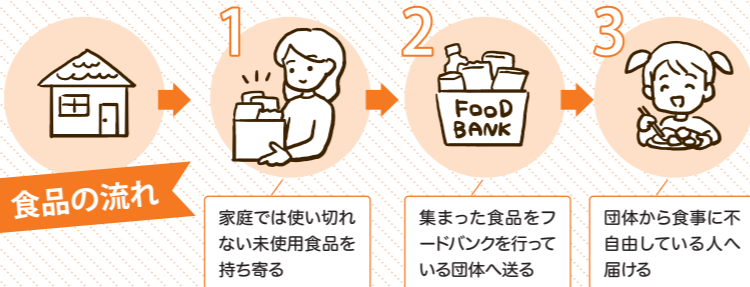 1
2
3
FOOD
BANK
食品の流れ
家庭では使い切れ
ない未使用食品を
持ち寄る
集まった食品をフ
ードバンクを行って
いる団体へ送る
団体から食事に不
自由している人へ
届ける